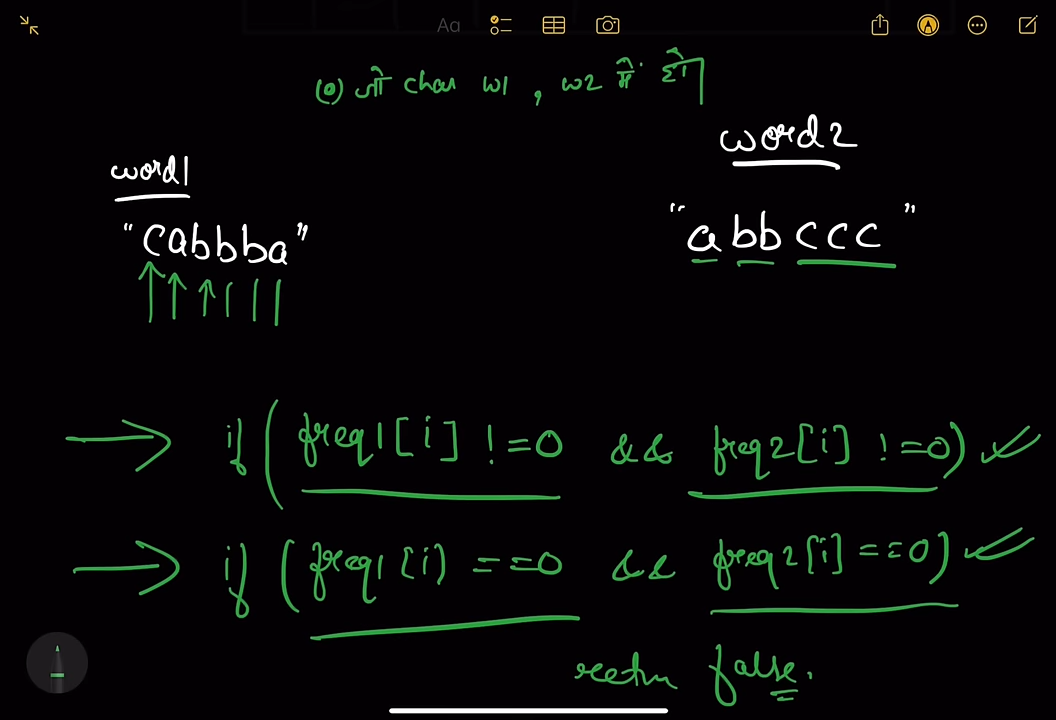 Aa
जो char w1, w2 में है
word2
word1
"cabbba"
"abbccc"
if (freq1[i] !=0 && freq2[i] !=0)
if (freq1[i] ==0 && freq2[i] ==0)
return false.